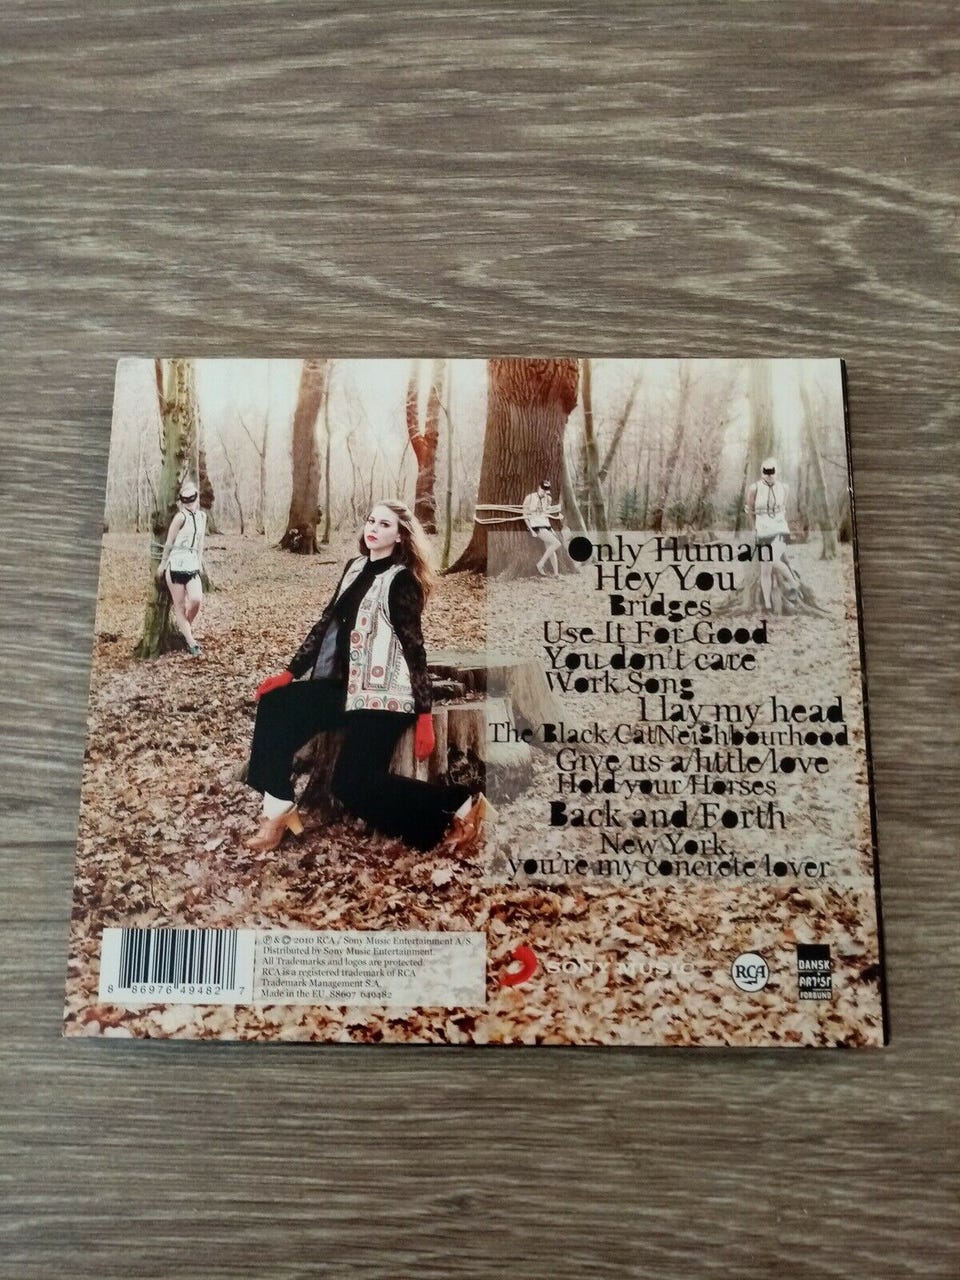 Only Human
Hey You
Bridges
Use It For Good
You don't care
Work Song
I lay my head
The Black Cat Neighbourhood
Give us a little love
Hold your Horses
Back and Forth
New York,
you're my concrete lover
8 86976 49482 7
℗ & © 2010 RCA / Sony Music Entertainment A/S.
Distributed by Sony Music Entertainment.
All Trademarks and logos are protected.
RCA is a registered trademark of RCA
Trademark Management S.A.
Made in the EU. 88697 649482
SONY MUSIC
RCA
DANSK
ARTIST
FORBUND